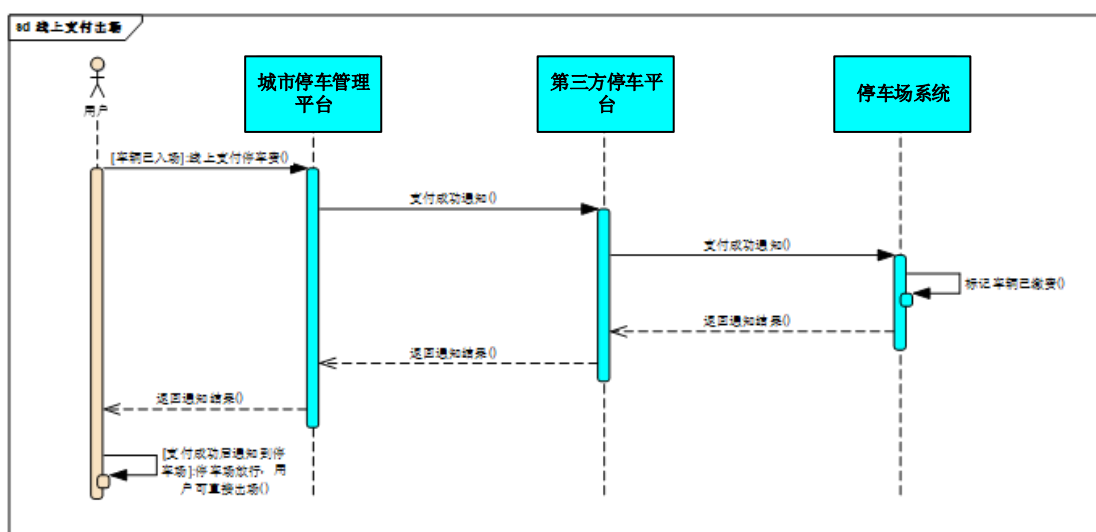 sd 线上支付出场
城市停车管理
平台
第三方停车平
台
停车场系统
用户
[车辆已入场]:线上支付停车费()
支付成功通知()
支付成功通知()
标记车辆已缴费()
返回通知结果()
返回通知结果()
返回通知结果()
[支付成功后通知到停
车场]:停车场放行，用
户可直接出场()